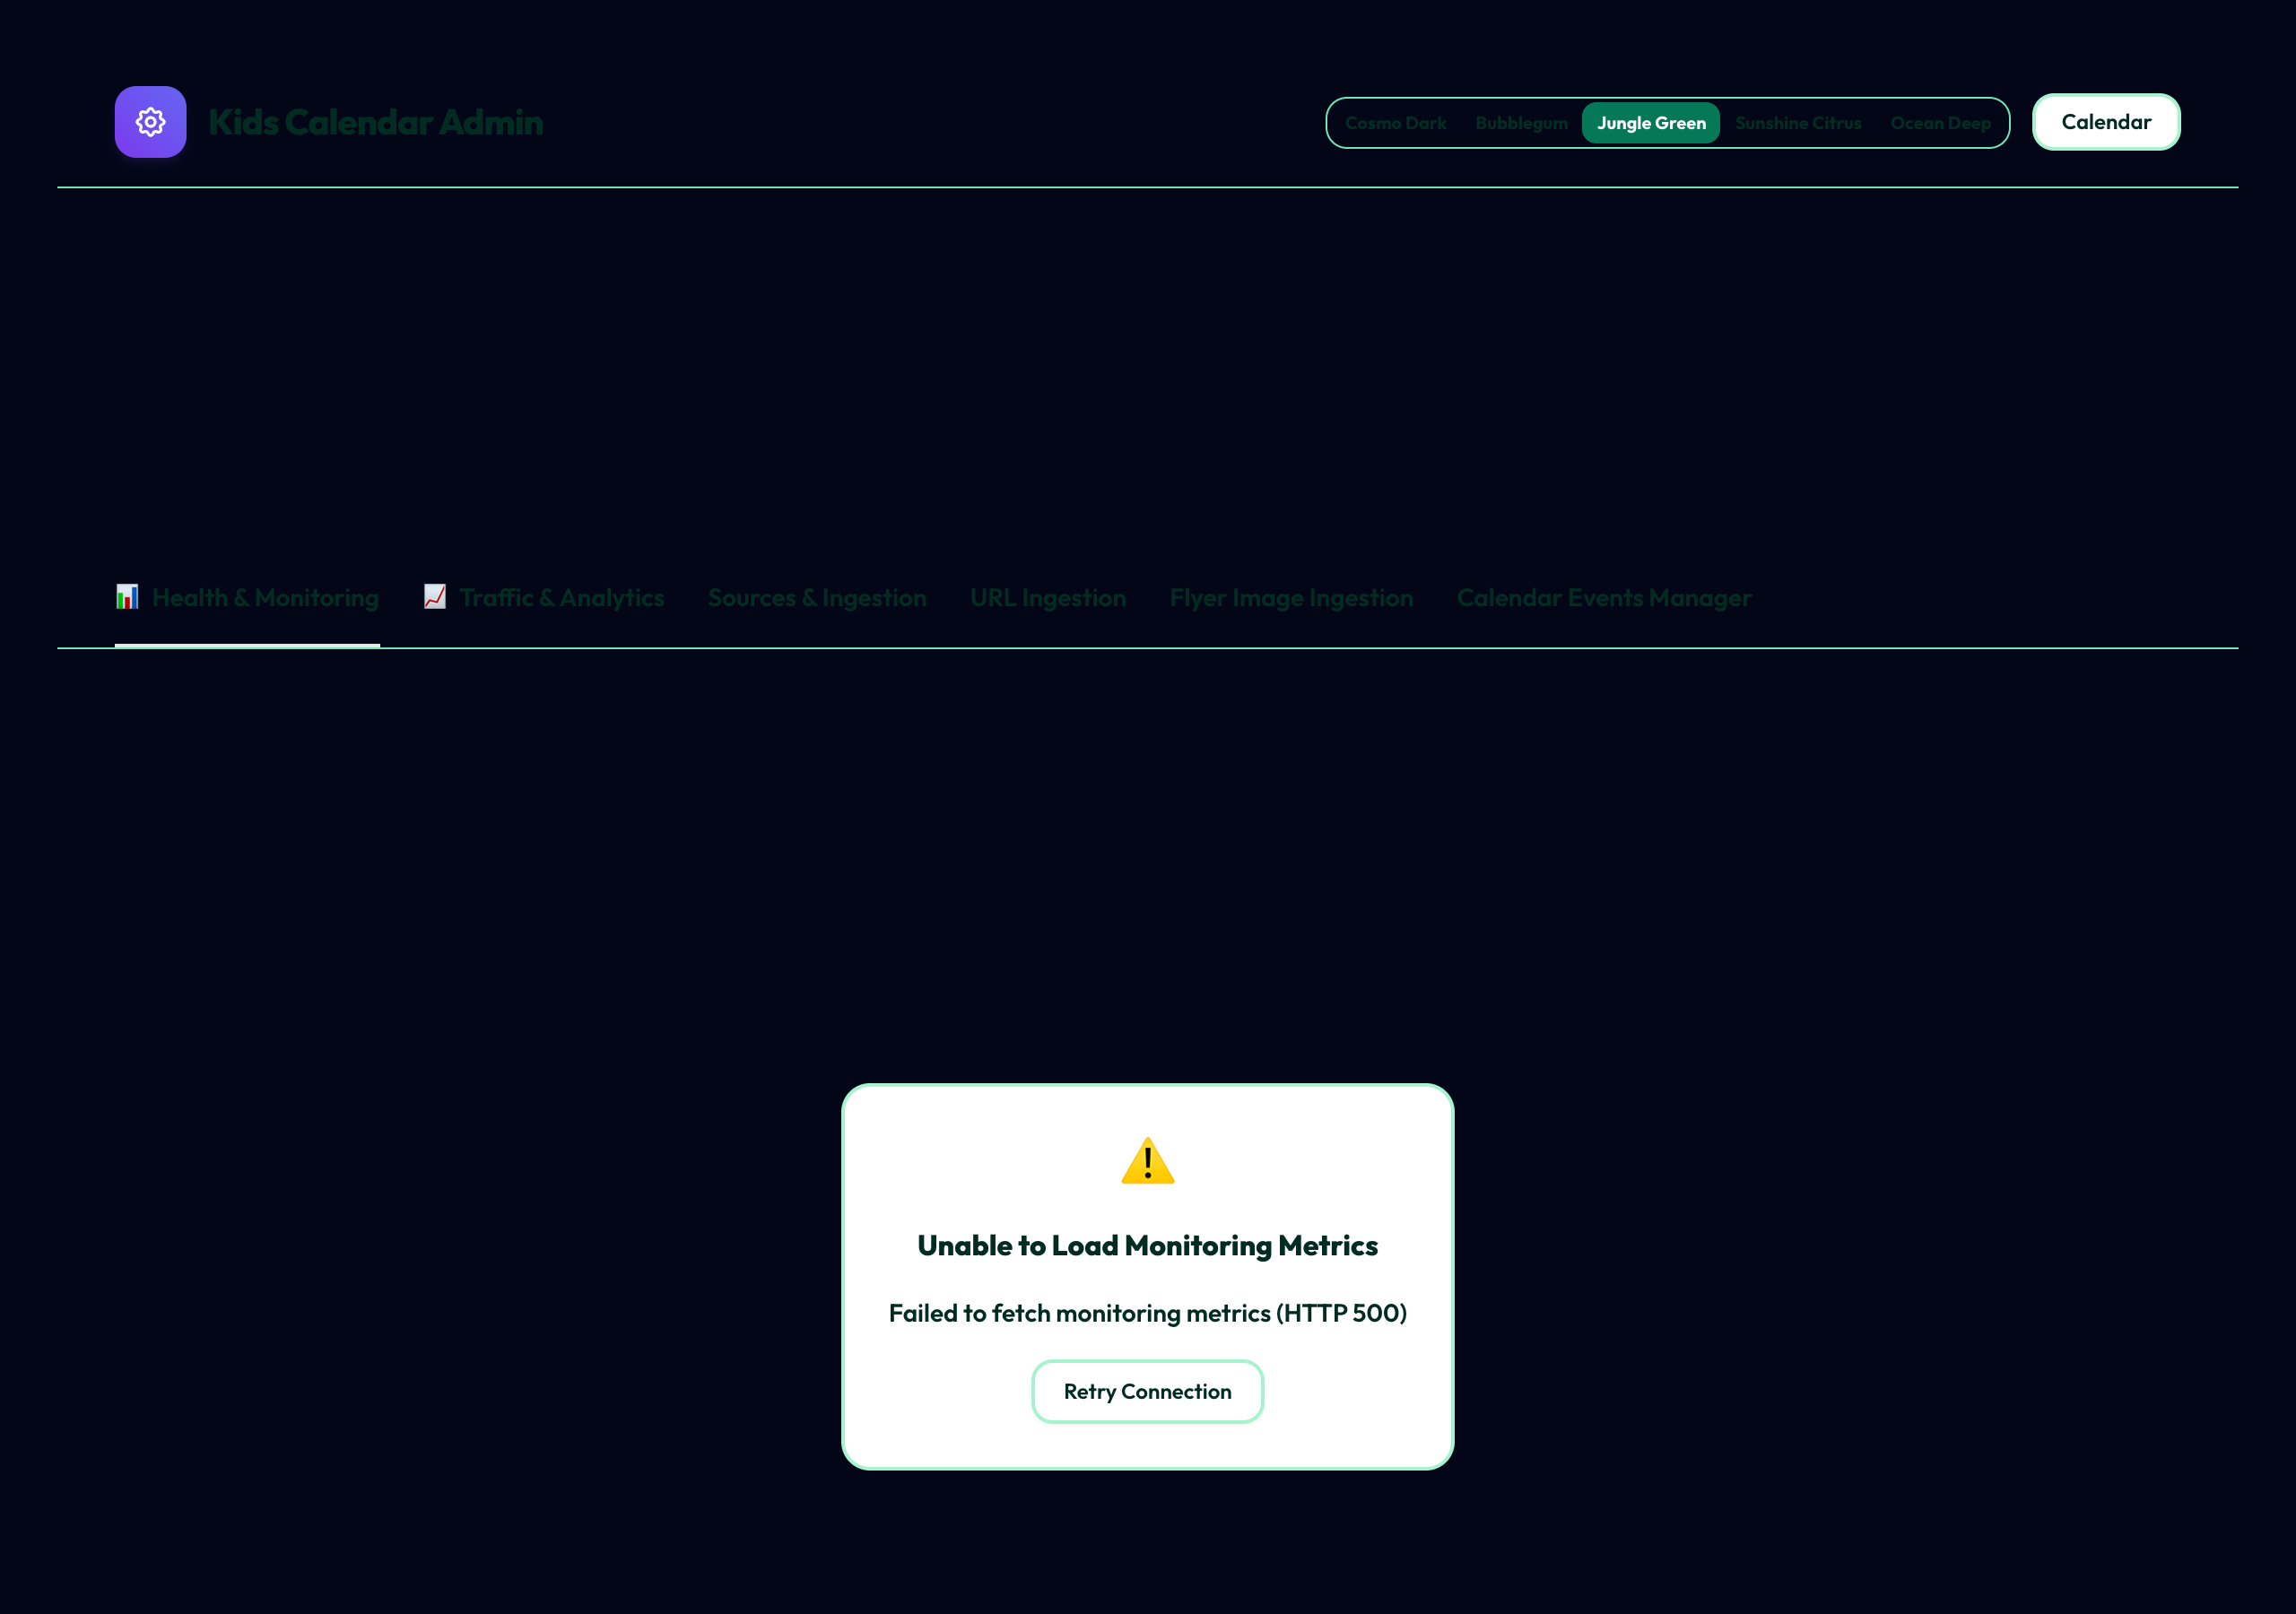 Kids Calendar Admin
Cosmo Dark Bubblegum Jungle Green Sunshine Citrus Ocean Deep
Calendar
Health & Monitoring Traffic & Analytics Sources & Ingestion URL Ingestion Flyer Image Ingestion Calendar Events Manager
Unable to Load Monitoring Metrics
Failed to fetch monitoring metrics (HTTP 500)
Retry Connection